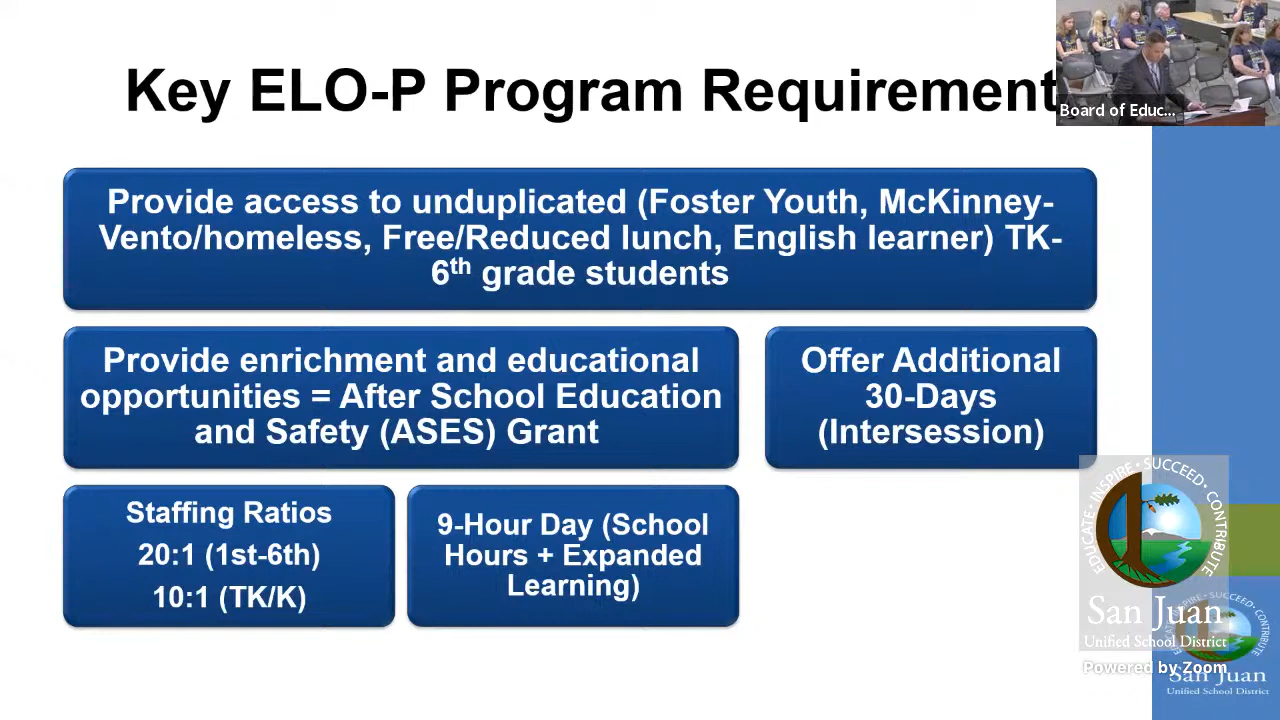 Key ELO-P Program Requirement
Board of Educ...
Provide access to unduplicated (Foster Youth, McKinney-
Vento/homeless, Free/Reduced lunch, English learner) TK-
6th grade students
Provide enrichment and educational
opportunities = After School Education
and Safety (ASES) Grant
Offer Additional
30-Days
(Intersession)
Staffing Ratios
20:1 (1st-6th)
10:1 (TK/K)
9-Hour Day (School
Hours + Expanded
Learning)
EDUCATE · INSPIRE · SUCCEED · CONTRIBUTE
San Juan
Unified School District
Powered by Zoom
SUCCEED · CONTRIBUTE
San Juan
Unified School District